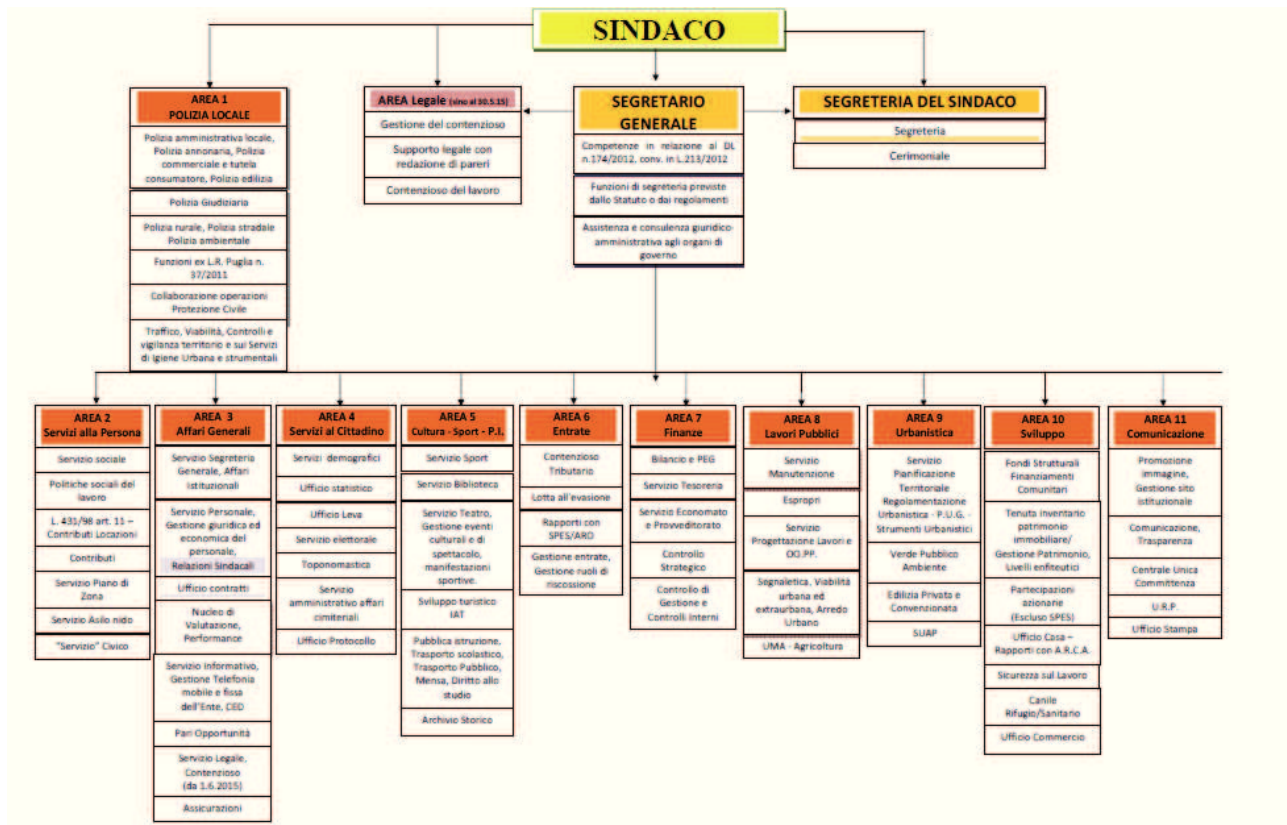 SINDACO
AREA 1
POLIZIA LOCALE
Polizia amministrativa locale,
Polizia annonaria, Polizia
commerciale e tutela
consumatore, Polizia edilizia
Polizia Giudiziaria
Polizia rurale, Polizia stradale
Polizia ambientale
Funzioni ex L.R. Puglia n.
37/2011
Collaborazione operazioni
Protezione Civile
Traffico, Viabilità, Controlli e
vigilanza territorio e sui Servizi
di Igiene Urbana e strumentali
AREA Legale (sino al 30.5.15)
Gestione del contenzioso
Supporto legale con
redazione di pareri
Contenzioso del lavoro
SEGRETARIO
GENERALE
Competenze in relazione al DL
n.174/2012, conv. in L.213/2012
Funzioni di segreteria previste
dallo Statuto o dai regolamenti
Assistenza e consulenza giuridico-
amministrativa agli organi di
governo
SEGRETERIA DEL SINDACO
Segreteria
Cerimoniale
AREA 2
Servizi alla Persona
Servizio sociale
Politiche sociali del
lavoro
L. 431/98 art. 11 –
Contributi Locazioni
Contributi
Servizio Piano di
Zona
Servizio Asilo nido
"Servizio" Civico
AREA 3
Affari Generali
Servizio Segreteria
Generale, Affari
Istituzionali
Servizio Personale,
Gestione giuridica ed
economica del
personale,
Relazioni Sindacali
Ufficio contratti
Nucleo di
Valutazione,
Performance
Servizio Informativo,
Gestione Telefonia
mobile e fissa
dell'Ente, CED
Pari Opportunità
Servizio Legale,
Contenzioso
(da 1.6.2015)
Assicurazioni
AREA 4
Servizi al Cittadino
Servizi demografici
Ufficio statistico
Ufficio Leva
Servizio elettorale
Toponomastica
Servizio
amministrativo affari
cimiteriali
Ufficio Protocollo
AREA 5
Cultura - Sport - P.I.
Servizio Sport
Servizio Biblioteca
Servizio Teatro,
Gestione eventi
culturali e di
spettacolo,
manifestazioni
sportive.
Sviluppo turistico
IAT
Pubblica istruzione,
Trasporto scolastico,
Trasporto Pubblico,
Mensa, Diritto allo
studio
Archivio Storico
AREA 6
Entrate
Contenzioso
Tributario
Lotta all'evasione
Rapporti con
SPES/ARO
Gestione entrate,
Gestione ruoli di
riscossione
AREA 7
Finanze
Bilancio e PEG
Servizio Tesoreria
Servizio Economato
e Provveditorato
Controllo
Strategico
Controllo di
Gestione e
Controlli Interni
AREA 8
Lavori Pubblici
Servizio
Manutenzione
Espropri
Servizio
Progettazione Lavori e
OO.PP.
Segnaletica, Viabilità
urbana ed
extraurbana, Arredo
Urbano
UMA - Agricoltura
AREA 9
Urbanistica
Servizio
Pianificazione
Territoriale
Regolamentazione
Urbanistica - P.U.G. -
Strumenti Urbanistici
Verde Pubblico
Ambiente
Edilizia Privata e
Convenzionata
SUAP
AREA 10
Sviluppo
Fondi Strutturali
Finanziamenti
Comunitari
Tenuta inventario
patrimonio
immobiliare/
Gestione Patrimonio,
Livelli enfiteutici
Partecipazioni
azionarie
(Escluso SPES)
Ufficio Casa –
Rapporti con A.R.C.A.
Sicurezza sul Lavoro
Canile
Rifugio/Sanitario
Ufficio Commercio
AREA 11
Comunicazione
Promozione
immagine,
Gestione sito
istituzionale
Comunicazione,
Trasparenza
Centrale Unica
Committenza
U.R.P.
Ufficio Stampa